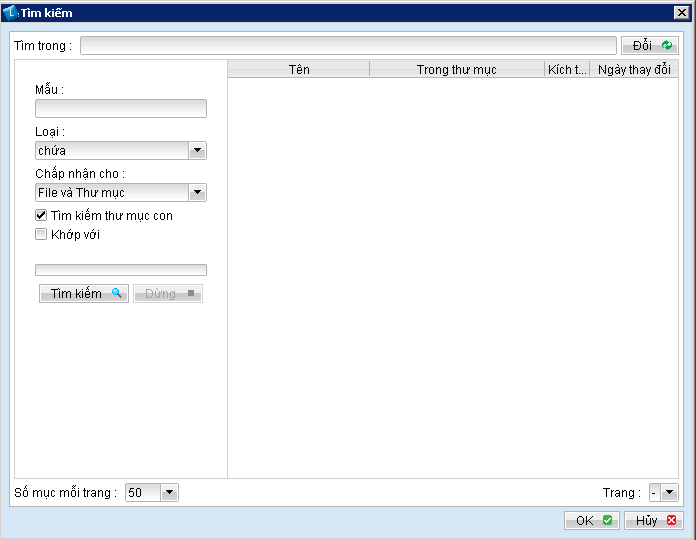 Tìm kiếm
Tìm trong :
Đổi
Tên Trong thư mục Kích t... Ngày thay đổi
Mẫu :
Loại :
chứa
Chấp nhận cho :
File và Thư mục
Tìm kiếm thư mục con
Khớp với
Tìm kiếm Dừng
Số mục mỗi trang : 50 Trang : -
OK Hủy